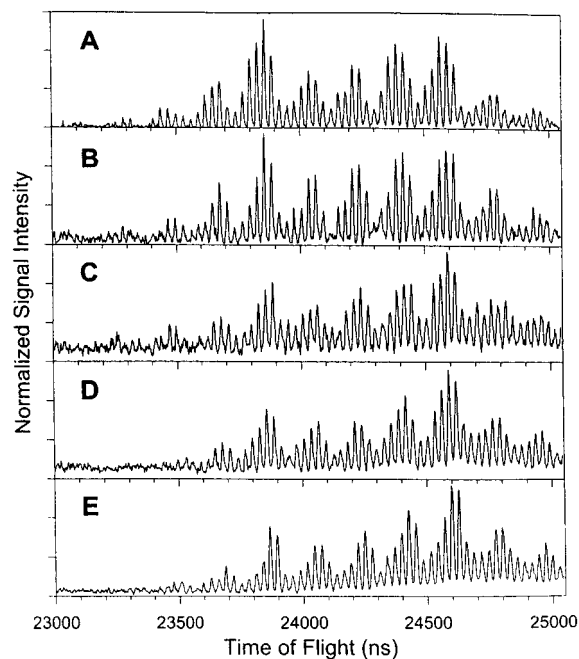 A
B
C
D
E
Normalized Signal Intensity
23000 23500 24000 24500 25000
Time of Flight (ns)